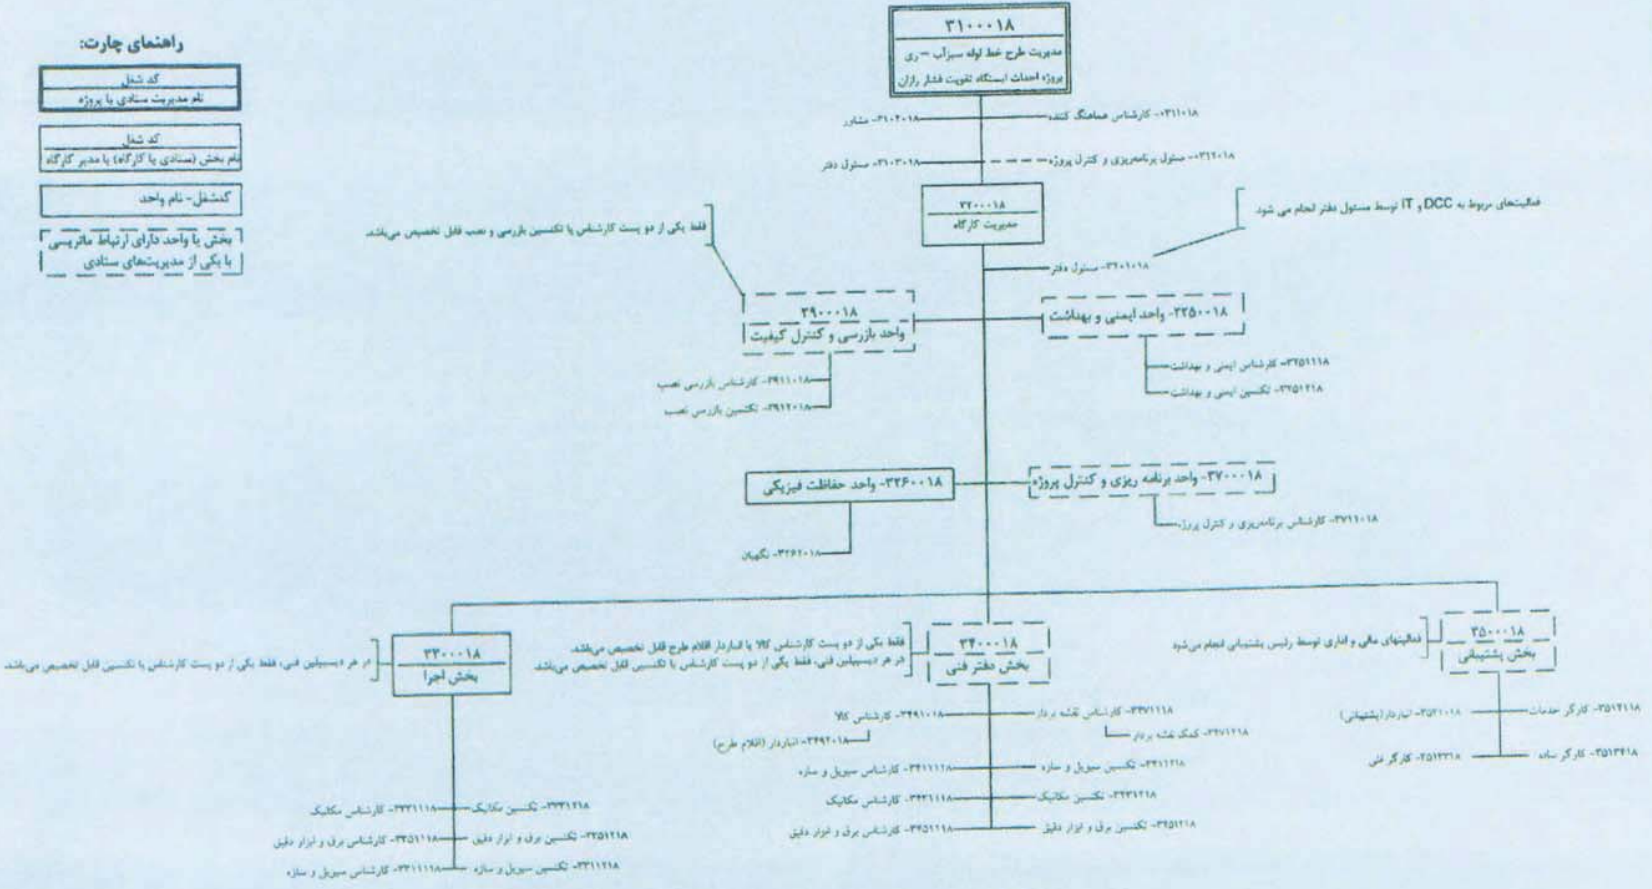 راهنمای چارت:
کد شغل
نام مدیریت ستادی یا پروژه
کد شغل
نام بخش (ستادی یا کارگاه) یا مدیر کارگاه
کدشغل- نام واحد
بخش یا واحد دارای ارتباط ماتریسی
با یکی از مدیریت‌های ستادی
۳۱۰۰۰۱۸
مدیریت طرح خط لوله سبزآب – ری
پروژه احداث ایستگاه تقویت فشار رازان
۰۳۱۱۰۱۸- کارشناس هماهنگ کننده
۳۱۰۴۰۱۸- مشاور
۰۳۱۲۰۱۸- مسئول برنامه‌ریزی و کنترل پروژه
۳۱۰۳۰۱۸- مسئول دفتر
۳۲۰۰۰۱۸
مدیریت کارگاه
فعالیت‌های مربوط به DCC و IT توسط مسئول دفتر انجام می شود.
فقط یکی از دو پست کارشناس یا تکنسین بازرسی و نصب قابل تخصیص می‌باشد.
۳۲۰۱۰۱۸- مسئول دفتر
۳۲۵۰۰۱۸- واحد ایمنی و بهداشت
۳۹۰۰۰۱۸
واحد بازرسی و کنترل کیفیت
۳۲۵۱۱۱۸- کارشناس ایمنی و بهداشت
۳۲۵۱۲۱۸- تکنسین ایمنی و بهداشت
۳۹۱۱۰۱۸- کارشناس بازرسی نصب
۳۹۱۲۰۱۸- تکنسین بازرسی نصب
۳۷۰۰۰۱۸- واحد برنامه ریزی و کنترل پروژه
۳۲۶۰۰۱۸- واحد حفاظت فیزیکی
۳۷۱۱۰۱۸- کارشناس برنامه‌ریزی و کنترل پروژه
۳۲۶۲۰۱۸- نگهبان
۳۵۰۰۰۱۸
بخش پشتیبانی
فعالیتهای مالی و اداری توسط رئیس پشتیبانی انجام می‌شود
۳۵۱۴۱۱۸- کارگر خدمات
۳۵۲۱۰۱۸- انباردار(پشتیبانی)
۳۵۱۳۴۱۸- کارگر ساده
۳۵۱۳۳۱۸- کارگر فنی
۳۴۰۰۰۱۸
بخش دفتر فنی
فقط یکی از دو پست کارشناس کالا یا انباردار اقلام طرح قابل تخصیص می‌باشد.
در هر دیسیپلین فنی، فقط یکی از دو پست کارشناس یا تکنسین قابل تخصیص می‌باشد.
۳۴۷۱۱۱۸- کارشناس نقشه بردار
۳۴۹۱۰۱۸- کارشناس کالا
۳۴۷۱۲۱۸- کمک نقشه بردار
۳۴۹۲۰۱۸- انباردار (اقلام طرح)
۳۴۱۱۲۱۸- تکنسین سیویل و سازه
۳۴۱۱۱۱۸- کارشناس سیویل و سازه
۳۴۳۱۲۱۸- تکنسین مکانیک
۳۴۳۱۱۱۸- کارشناس مکانیک
۳۴۵۱۲۱۸- تکنسین برق و ابزار دقیق
۳۴۵۱۱۱۸- کارشناس برق و ابزار دقیق
۳۳۰۰۰۱۸
بخش اجرا
در هر دیسیپلین فنی، فقط یکی از دو پست کارشناس یا تکنسین قابل تخصیص می‌باشد.
۳۳۳۱۲۱۸- تکنسین مکانیک
۳۳۳۱۱۱۸- کارشناس مکانیک
۳۳۵۱۲۱۸- تکنسین برق و ابزار دقیق
۳۳۵۱۱۱۸- کارشناس برق و ابزار دقیق
۳۳۱۱۲۱۸- تکنسین سیویل و سازه
۳۳۱۱۱۱۸- کارشناس سیویل و سازه